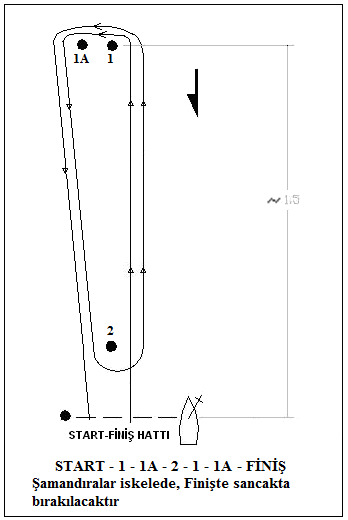 1A 1
~ 1.5
2
START-FİNİŞ HATTI
START - 1 - 1A - 2 - 1 - 1A - FİNİŞ
Şamandıralar iskelede, Finişte sancakta
bırakılacaktır